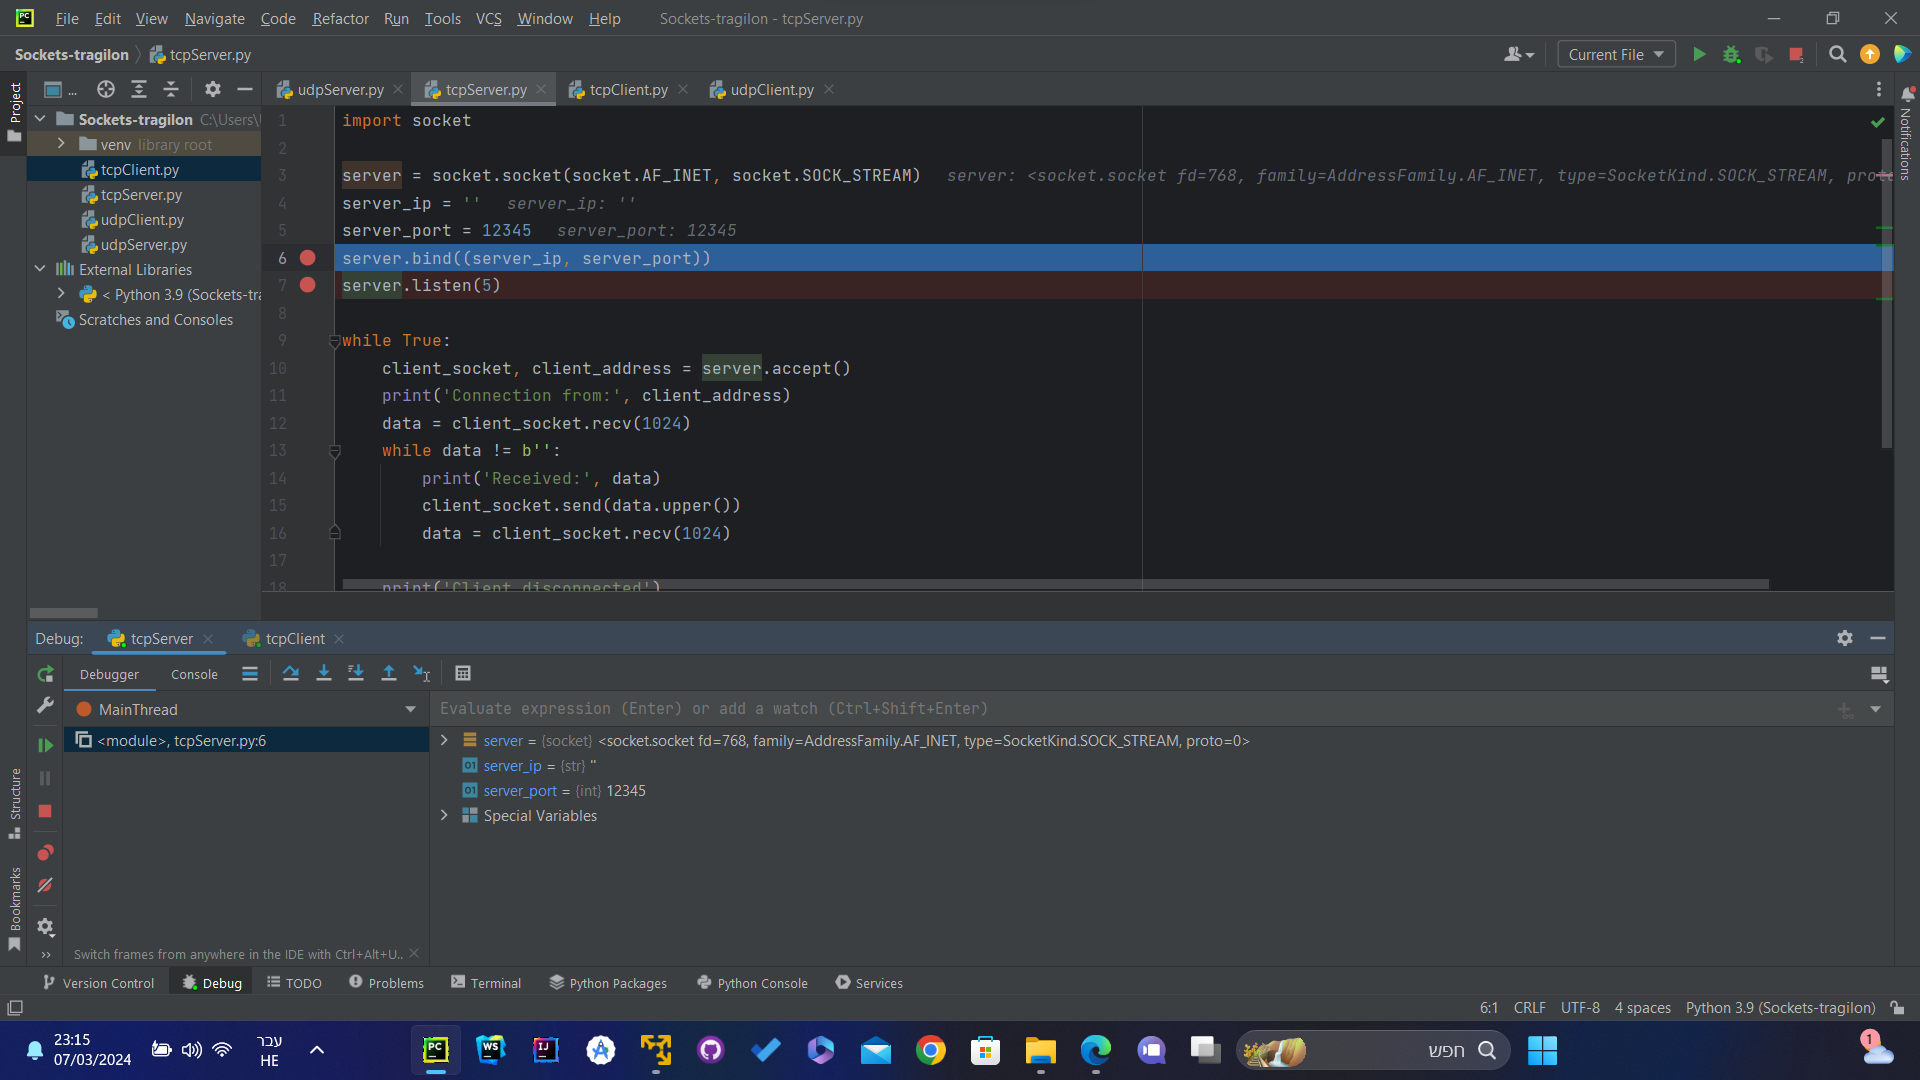 File Edit View Navigate Code Refactor Run Tools VCS Window Help Sockets-tragilon - tcpServer.py
Sockets-tragilon tcpServer.py Current File
Project
...
udpServer.py tcpServer.py tcpClient.py udpClient.py
Notifications
Sockets-tragilon C:\Users\
venv library root
tcpClient.py
tcpServer.py
udpClient.py
udpServer.py
External Libraries
< Python 3.9 (Sockets-tra
Scratches and Consoles
1 import socket
2
3 server = socket.socket(socket.AF_INET, socket.SOCK_STREAM) server: <socket.socket fd=768, family=AddressFamily.AF_INET, type=SocketKind.SOCK_STREAM, proto
4 server_ip = '' server_ip: ''
5 server_port = 12345 server_port: 12345
6 server.bind((server_ip, server_port))
7 server.listen(5)
8
9 while True:
10 client_socket, client_address = server.accept()
11 print('Connection from:', client_address)
12 data = client_socket.recv(1024)
13 while data != b'':
14 print('Received:', data)
15 client_socket.send(data.upper())
16 data = client_socket.recv(1024)
17
18 print('Client disconnected')
Debug: tcpServer tcpClient
Debugger Console
MainThread
Evaluate expression (Enter) or add a watch (Ctrl+Shift+Enter)
<module>, tcpServer.py:6
server = {socket} <socket.socket fd=768, family=AddressFamily.AF_INET, type=SocketKind.SOCK_STREAM, proto=0>
server_ip = {str} ''
server_port = {int} 12345
Special Variables
Structure
Bookmarks
Switch frames from anywhere in the IDE with Ctrl+Alt+U..
Version Control Debug TODO Problems Terminal Python Packages Python Console Services
6:1 CRLF UTF-8 4 spaces Python 3.9 (Sockets-tragilon)
23:15
07/03/2024
עבר
HE
PC
WS
IJ
חפש
1